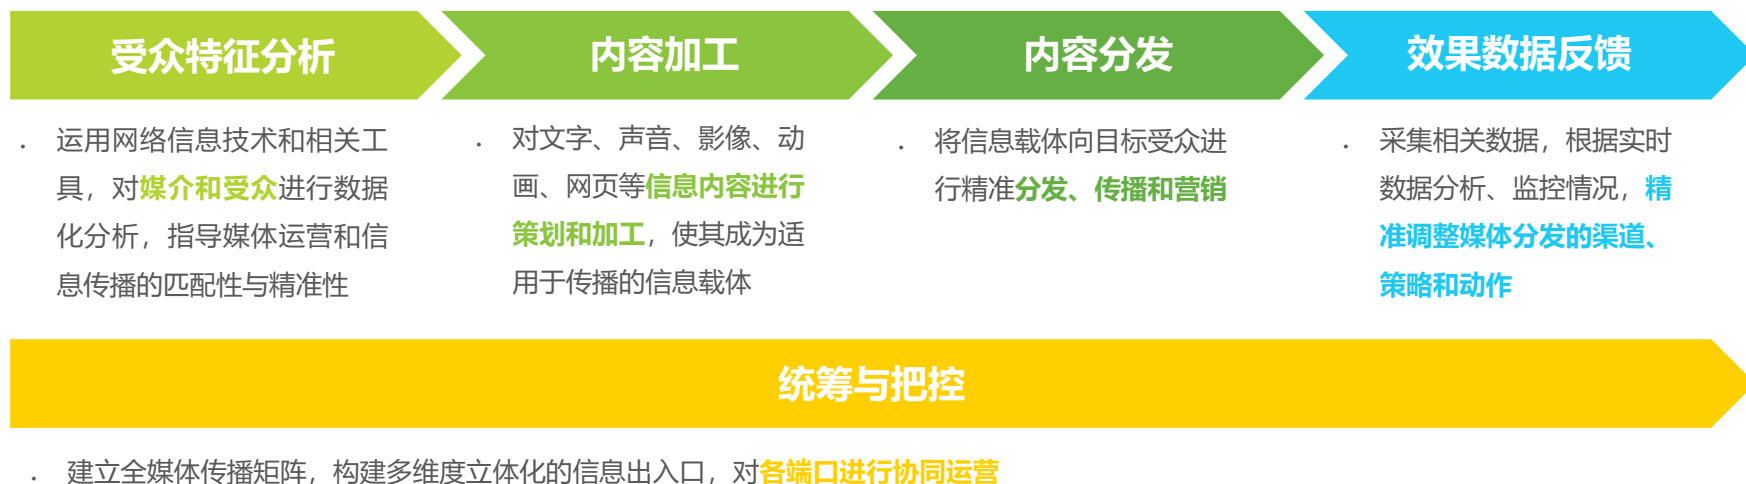 受众特征分析
内容加工
内容分发
效果数据反馈
. 运用网络信息技术和相关工
具，对媒介和受众进行数据
化分析，指导媒体运营和信
息传播的匹配性与精准性
. 对文字、声音、影像、动
画、网页等信息内容进行
策划和加工，使其成为适
用于传播的信息载体
. 将信息载体向目标受众进
行精准分发、传播和营销
. 采集相关数据，根据实时
数据分析、监控情况，精
准调整媒体分发的渠道、
策略和动作
统筹与把控
. 建立全媒体传播矩阵，构建多维度立体化的信息出入口，对各端口进行协同运营